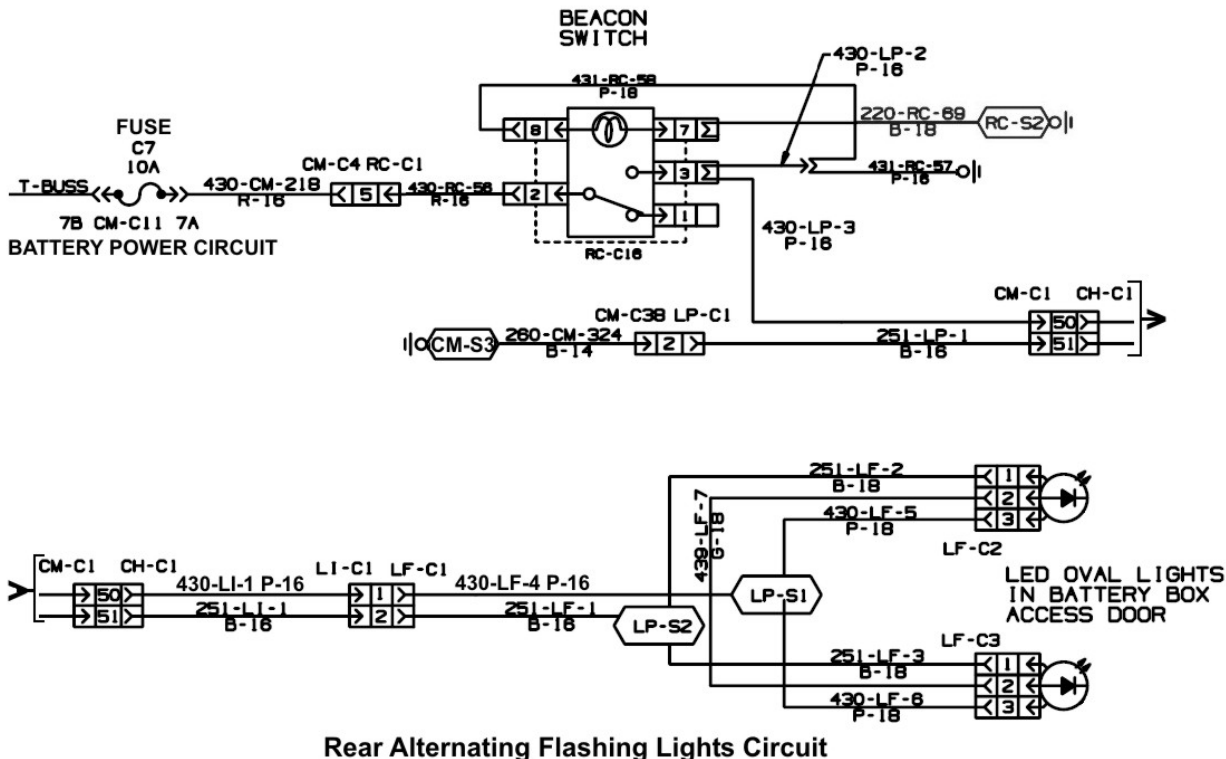 BEACON
SWITCH
430-LP-2
P-16
431-RC-58
P-18
220-RC-69
B-18
RC-S2
FUSE
C7
10A
8
7
CM-C4 RC-C1
T-BUSS
430-CM-218
R-16
5
430-RC-56
R-16
2
3
431-RC-57
P-16
1
7B CM-C11 7A
BATTERY POWER CIRCUIT
RC-C16
430-LP-3
P-16
CM-C1 CH-C1
CM-C38 LP-C1
50
CM-S3
260-CM-324
B-14
2
251-LP-1
B-16
51
251-LF-2
B-18
1
2
439-LF-7
G-18
430-LF-5
P-18
3
LF-C2
CM-C1 CH-C1
LI-C1 LF-C1
50
430-LI-1 P-16
1
430-LF-4 P-16
LP-S1
51
251-LI-1
B-16
2
251-LF-1
B-16
LP-S2
LED OVAL LIGHTS
IN BATTERY BOX
ACCESS DOOR
LF-C3
251-LF-3
B-18
1
2
430-LF-6
P-18
3
Rear Alternating Flashing Lights Circuit